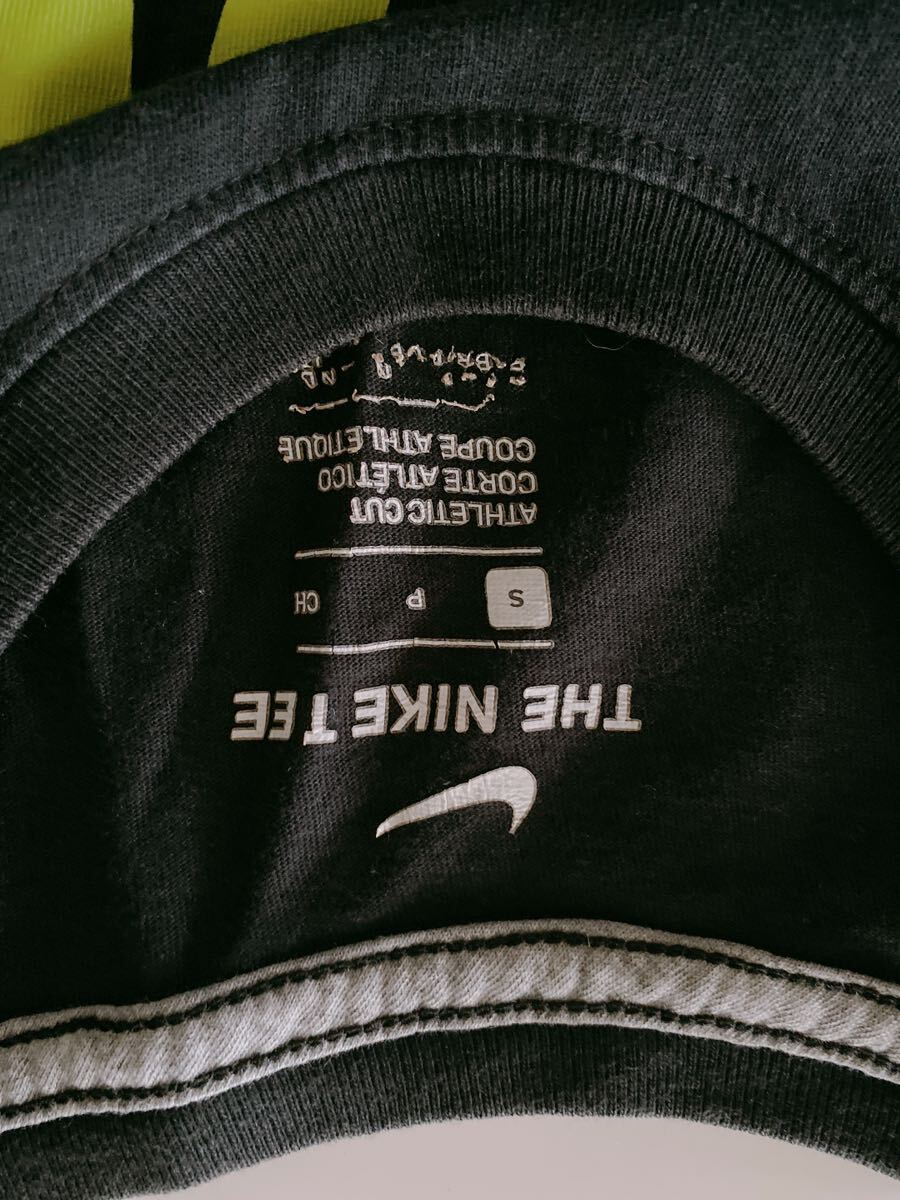 THE NIKE TEE
S P CH
ATHLETIC CUT
CORTE ATLÉTICO
COUPE ATHLÉTIQUE